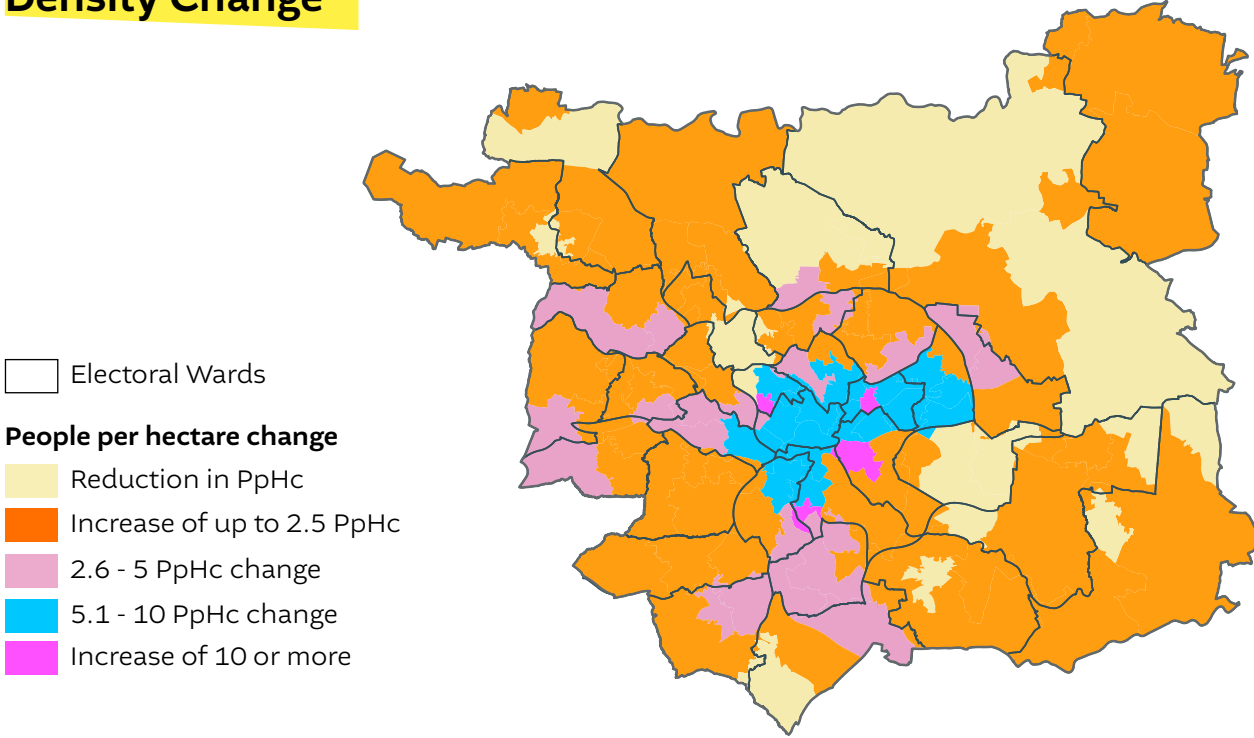 Density Change
Electoral Wards
People per hectare change
Reduction in PpHc
Increase of up to 2.5 PpHc
2.6 - 5 PpHc change
5.1 - 10 PpHc change
Increase of 10 or more